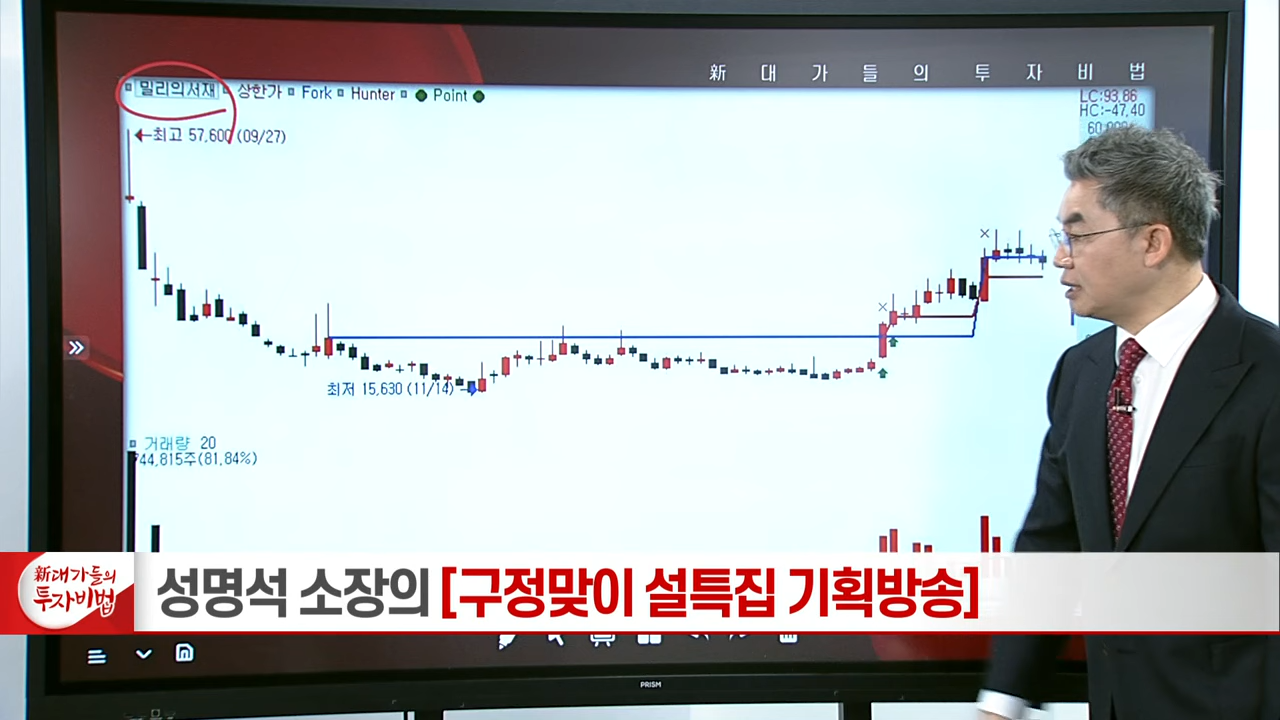 新 대 가 들 의 투 자 비 법
밀리의서재 상한가 Fork Hunter Point
LC:93,86
HC:-47,40
최고 57,600 (09/27)
최저 15,630 (11/14)
거래량 20
744,815주(81,84%)
新대가들의
투자비법
성명석 소장의 [구정맞이 설특집 기획방송]
PRISM